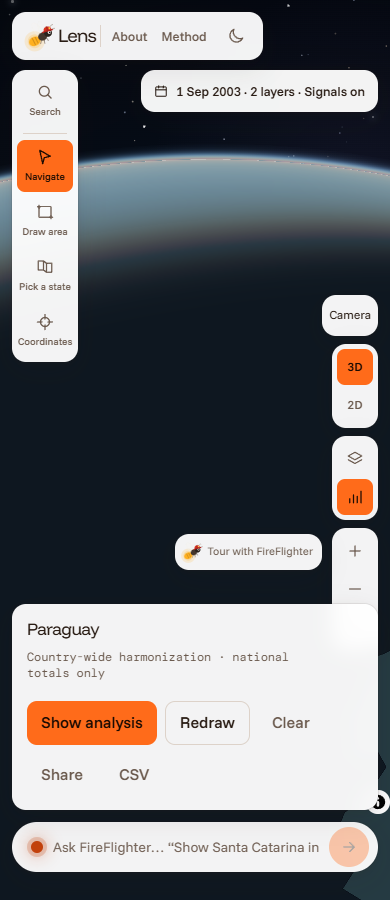 Lens
About
Method
1 Sep 2003 · 2 layers · Signals on
Search
Navigate
Draw area
Pick a state
Coordinates
Camera
3D
2D
Tour with FireFlighter
Paraguay
Country-wide harmonization · national
totals only
Show analysis
Redraw
Clear
Share
CSV
Ask FireFlighter… “Show Santa Catarina in